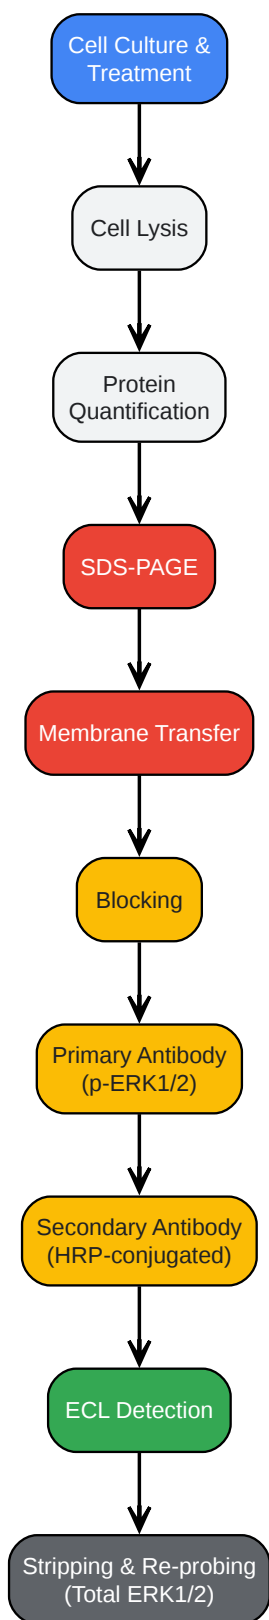 Cell Culture &
Treatment
Cell Lysis
Protein
Quantification
SDS-PAGE
Membrane Transfer
Blocking
Primary Antibody
(p-ERK1/2)
Secondary Antibody
(HRP-conjugated)
ECL Detection
Stripping & Re-probing
(Total ERK1/2)